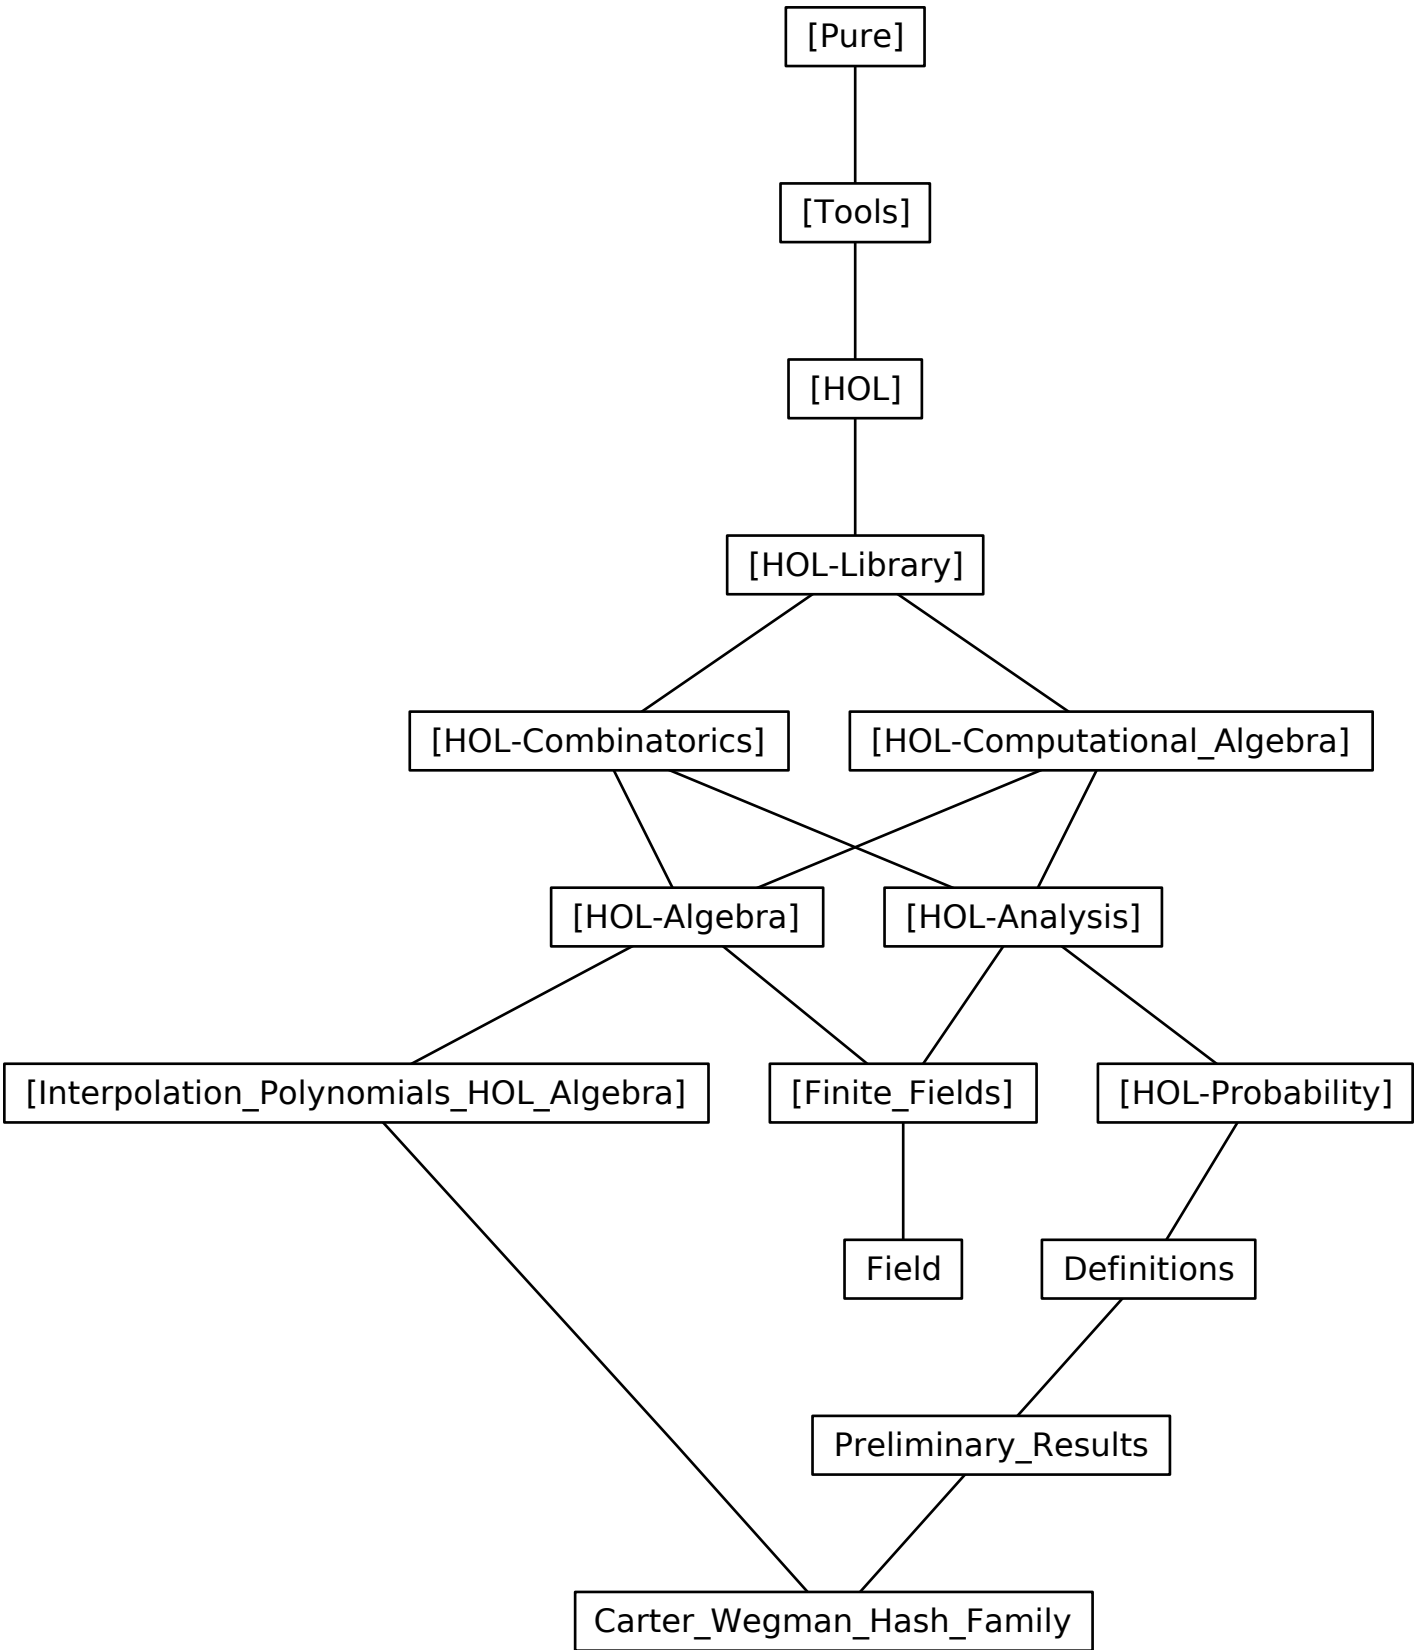 [Pure]
[Tools]
[HOL]
[HOL-Library]
[HOL-Combinatorics]
[HOL-Computational_Algebra]
[HOL-Algebra]
[HOL-Analysis]
[Interpolation_Polynomials_HOL_Algebra]
[Finite_Fields]
[HOL-Probability]
Field
Definitions
Preliminary_Results
Carter_Wegman_Hash_Family